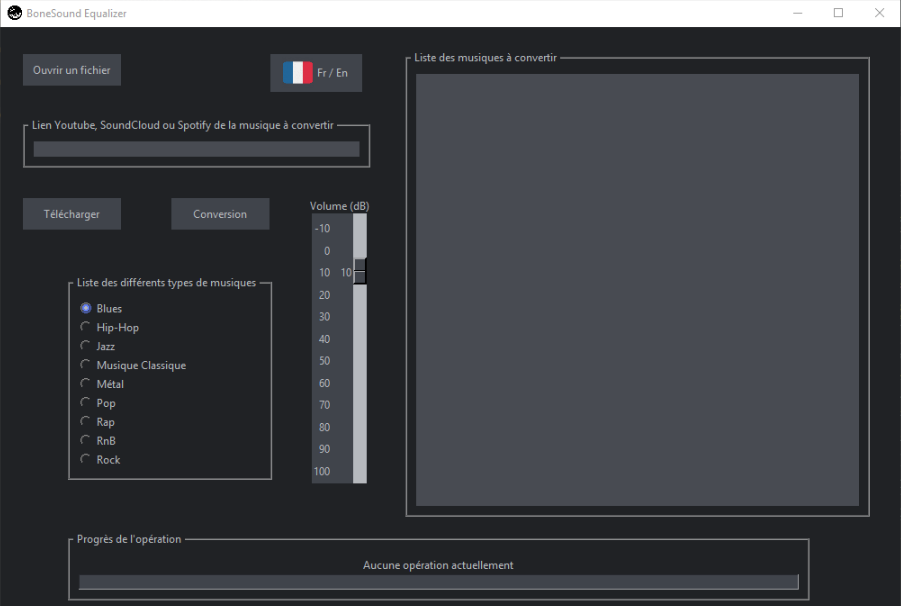 BoneSound Equalizer
Ouvrir un fichier
Fr / En
Lien Youtube, SoundCloud ou Spotify de la musique à convertir
Télécharger
Conversion
Volume (dB)
-10
0
10 10
20
30
40
50
60
70
80
90
100
Liste des différents types de musiques
Blues
Hip-Hop
Jazz
Musique Classique
Métal
Pop
Rap
RnB
Rock
Liste des musiques à convertir
Progrès de l'opération
Aucune opération actuellement